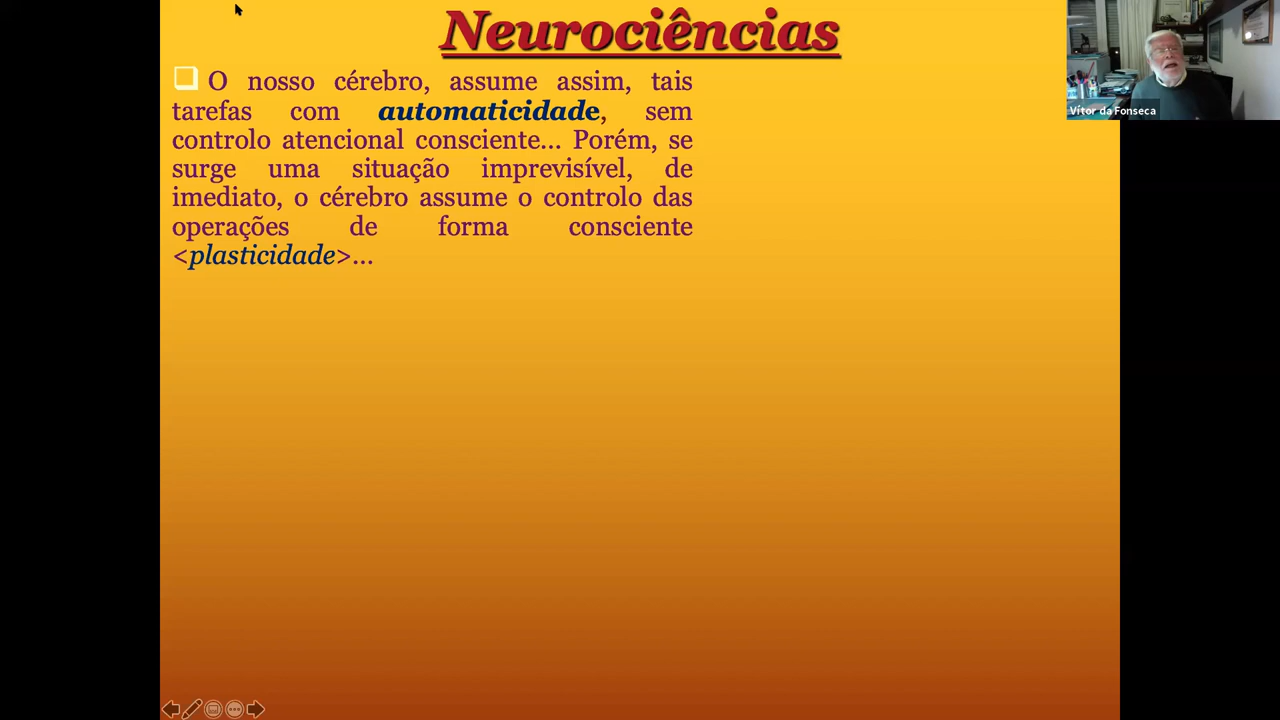 Neurociências
O nosso cérebro, assume assim, tais
tarefas com automaticidade, sem
controlo atencional consciente... Porém, se
surge uma situação imprevisível, de
imediato, o cérebro assume o controlo das
operações de forma consciente
<plasticidade>...
Vítor da Fonseca